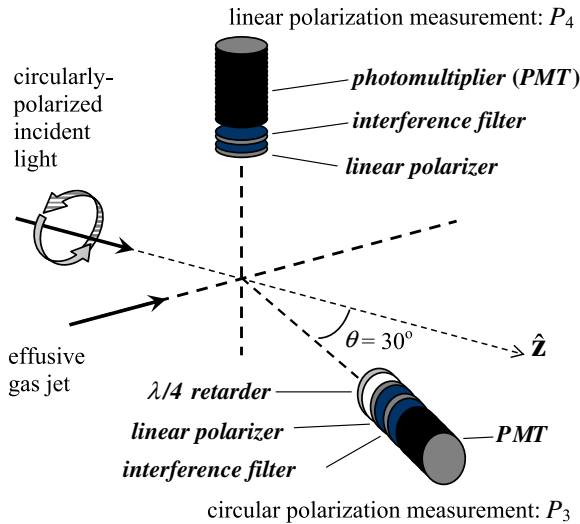 linear polarization measurement: P₄
circularly-
polarized
incident
light
photomultiplier (PMT)
interference filter
linear polarizer
effusive
gas jet
θ = 30°
ẑ
λ/4 retarder
linear polarizer
interference filter
PMT
circular polarization measurement: P₃